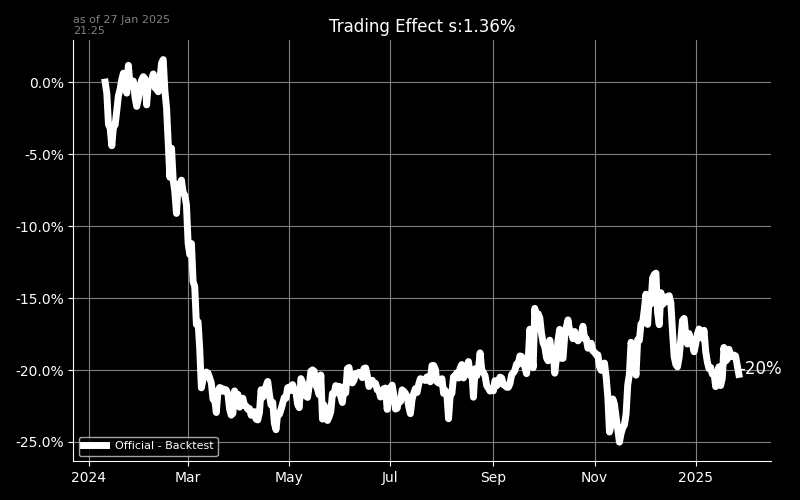 as of 27 Jan 2025
21:25
Trading Effect s:1.36%
0.0%
-5.0%
-10.0%
-15.0%
-20.0%
-25.0%
-20%
Official - Backtest
2024
Mar
May
Jul
Sep
Nov
2025